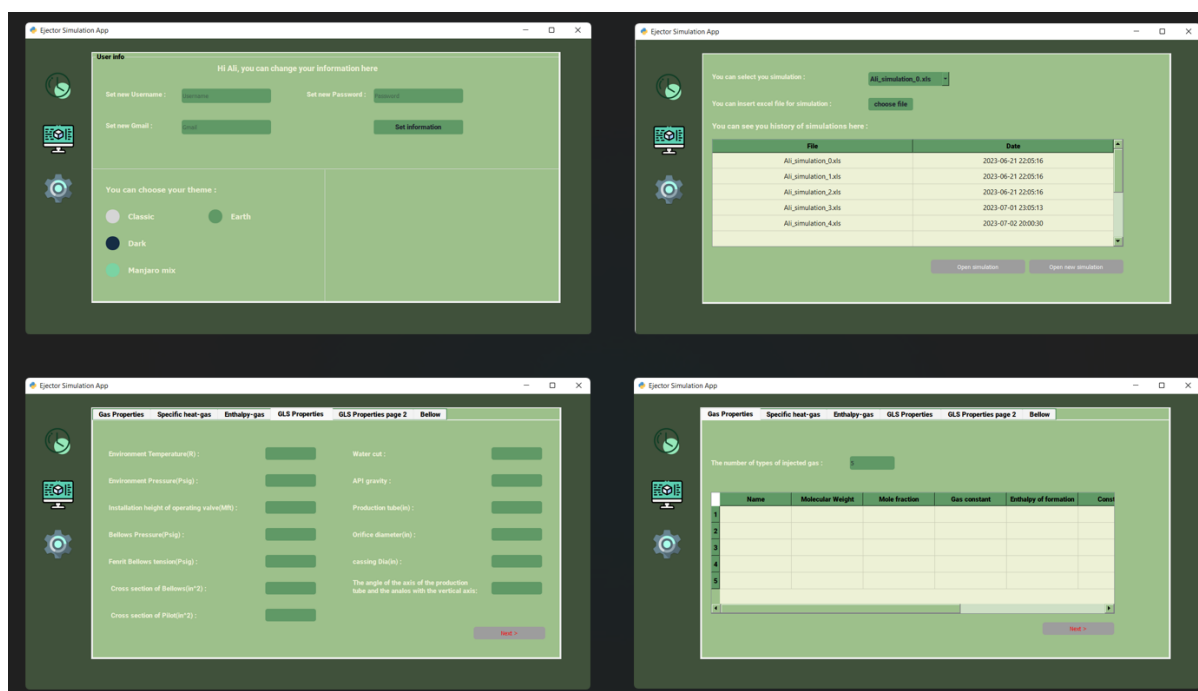 Ejector Simulation App
User info
Hi Ali, you can change your information here
Set new Username : Username Set new Password : Password
Set new Gmail : Gmail Set information
You can choose your theme :
Classic Earth
Dark
Manjaro mix
Ejector Simulation App
You can select you simulation : Ali_simulation_0.xls
You can insert excel file for simulation : choose file
You can see you history of simulations here :
File Date
Ali_simulation_0.xls 2023-06-21 22:05:16
Ali_simulation_1.xls 2023-06-21 22:05:16
Ali_simulation_2.xls 2023-06-21 22:05:16
Ali_simulation_3.xls 2023-07-01 23:05:13
Ali_simulation_4.xls 2023-07-02 20:00:30
Open simulation Open new simulation
Ejector Simulation App
Gas Properties Specific heat-gas Enthalpy-gas GLS Properties GLS Properties page 2 Bellow
Environment Temperature(R) : Water cut :
Environment Pressure(Psig) : API gravity :
Installation height of operating valve(Mft) : Production tube(in) :
Bellows Pressure(Psig) : Orifice diameter(in) :
Fenrit Bellows tension(Psig) : cassing Dia(in) :
Cross section of Bellows(in^2) : The angle of the axis of the production
tube and the analos with the vertical axis:
Cross section of Pilot(in^2) :
Next >
Ejector Simulation App
Gas Properties Specific heat-gas Enthalpy-gas GLS Properties GLS Properties page 2 Bellow
The number of types of injected gas : 5
Name Molecular Weight Mole fraction Gas constant Enthalpy of formation Const
1
2
3
4
5
Next >